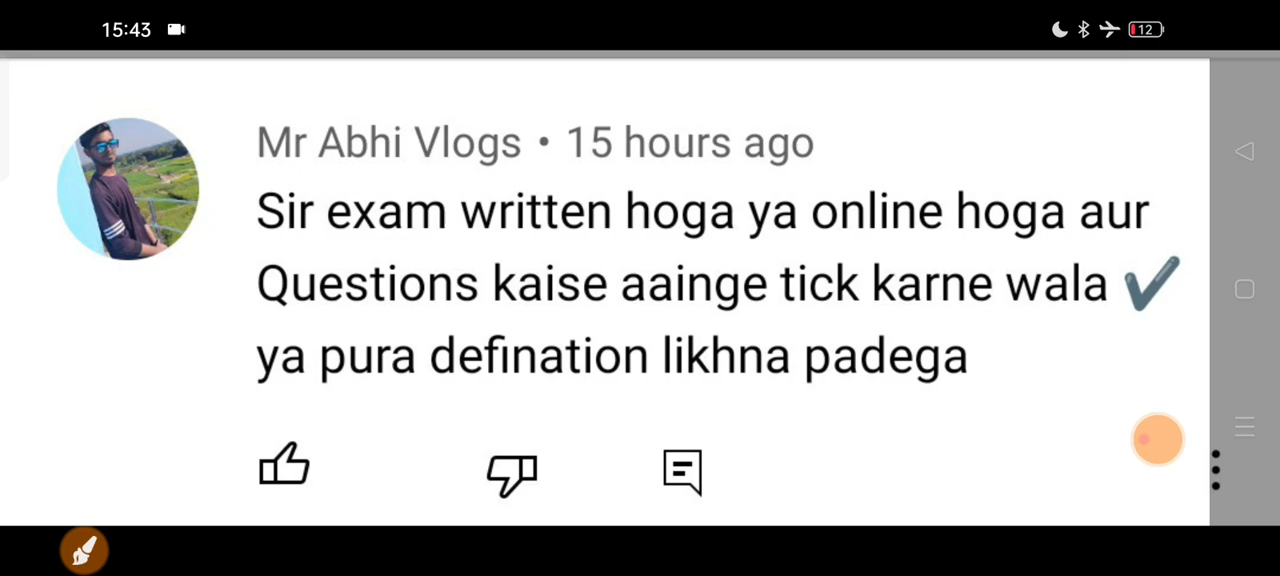 15:43
12
Mr Abhi Vlogs • 15 hours ago
Sir exam written hoga ya online hoga aur
Questions kaise aainge tick karne wala ✔
ya pura defination likhna padega